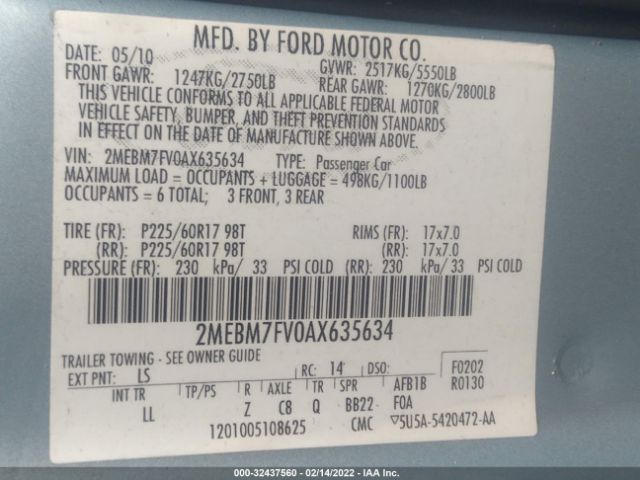 MFD. BY FORD MOTOR CO.
DATE: 05/10 GVWR: 2517KG/5550LB
FRONT GAWR: 1247KG/2750LB REAR GAWR: 1270KG/2800LB
THIS VEHICLE CONFORMS TO ALL APPLICABLE FEDERAL MOTOR
VEHICLE SAFETY, BUMPER, AND THEFT PREVENTION STANDARDS
IN EFFECT ON THE DATE OF MANUFACTURE SHOWN ABOVE.
VIN: 2MEBM7FV0AX635634 TYPE: Passenger Car
MAXIMUM LOAD = OCCUPANTS + LUGGAGE = 498KG/1100LB
OCCUPANTS = 6 TOTAL; 3 FRONT, 3 REAR
TIRE (FR): P225/60R17 98T RIMS (FR): 17x7.0
(RR): P225/60R17 98T (RR): 17x7.0
PRESSURE (FR): 230 kPa/ 33 PSI COLD (RR): 230 kPa/ 33 PSI COLD
2MEBM7FV0AX635634
TRAILER TOWING - SEE OWNER GUIDE
EXT PNT: LS RC: 14 DSO: F0202
INT TR TP/PS R AXLE TR SPR AFB1B R0130
LL Z C8 Q BB22 F0A
1201005108625 CMC ▽5U5A-5420472-AA
000-32437560 - 02/14/2022 - IAA Inc.